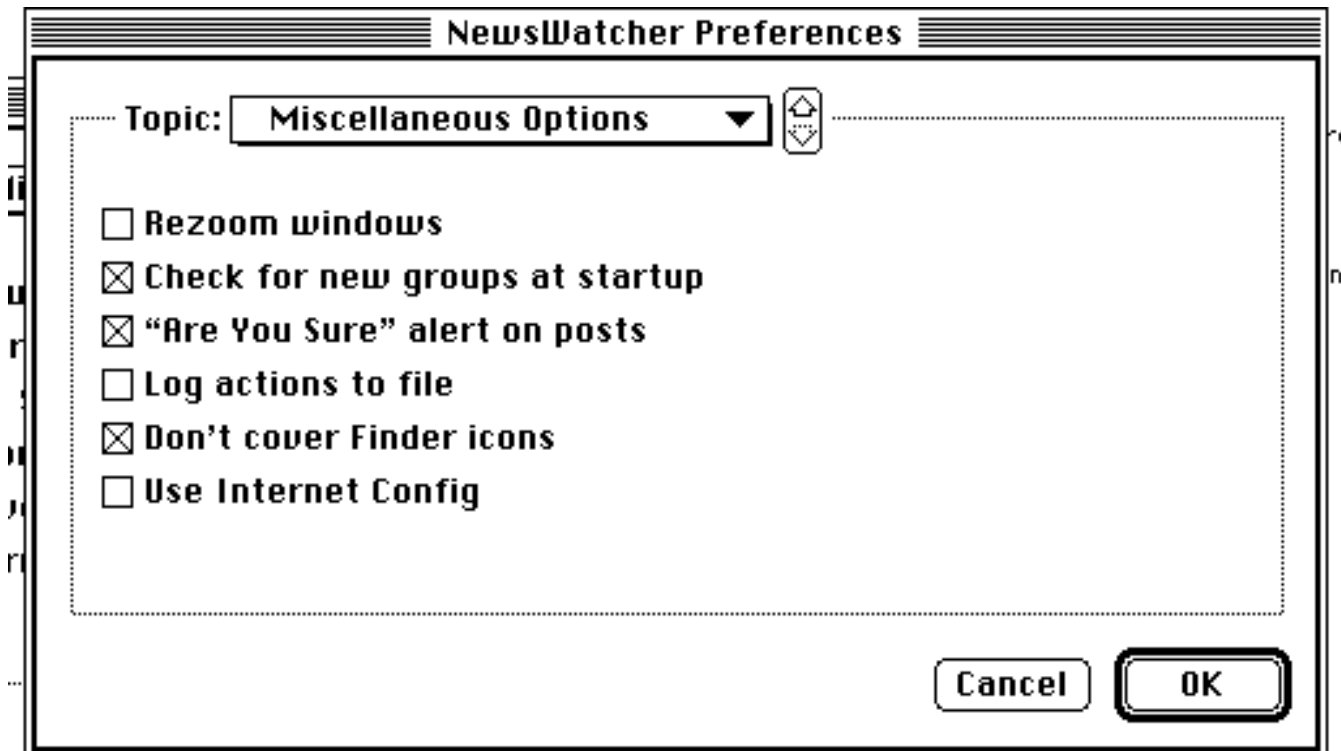 NewsWatcher Preferences
Topic: Miscellaneous Options
Rezoom windows
Check for new groups at startup
“Are You Sure” alert on posts
Log actions to file
Don’t cover Finder icons
Use Internet Config
Cancel OK